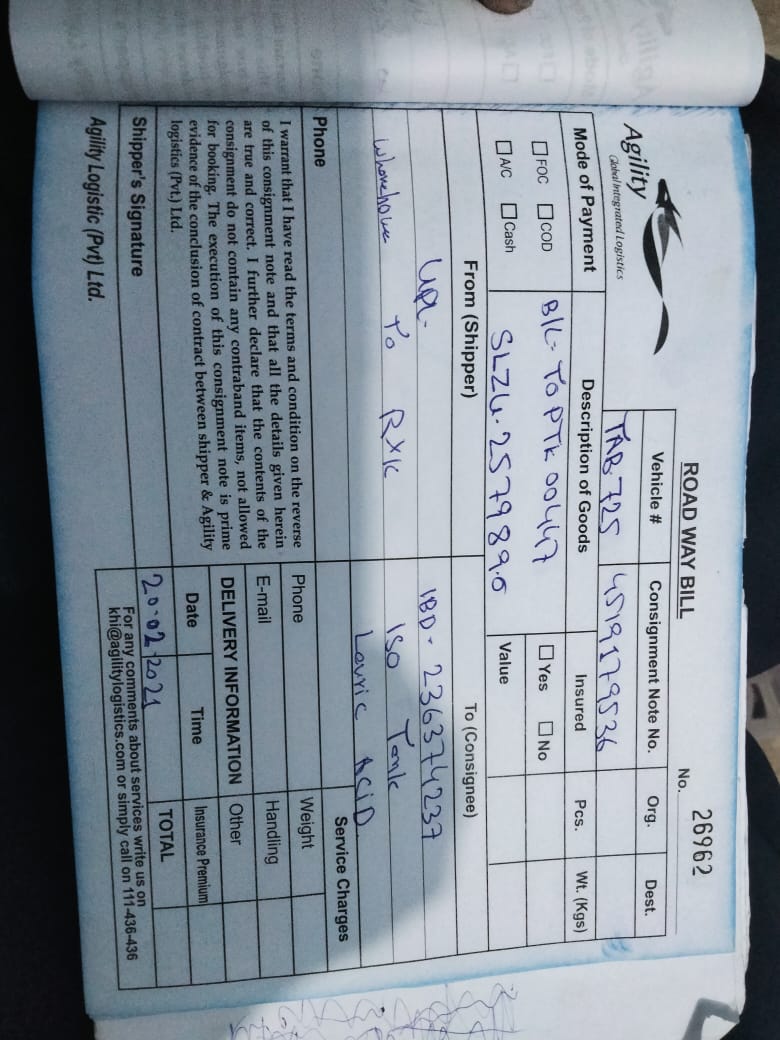 ROAD WAY BILL
No. 26962
Agility
Global Integrated Logistics
Vehicle # Consignment Note No. Org. Dest.
TAB-725 4519179536
Mode of Payment Description of Goods Insured Pcs. Wt. (Kgs)
FOC COD B/L- TOPTK 00447 Yes No
A/C Cash SLZU-257989-0 Value
From (Shipper) To (Consignee)
UPL- IBD- 236374237
To RYK ISO Tank
Lauric ACiD
Service Charges
Phone
Phone Weight
E-mail Handling
DELIVERY INFORMATION Other
Date Time Insurance Premium
20-02-2021 TOTAL
I warrant that I have read the terms and condition on the reverse
of this consignment note and that all the details given herein
are true and correct. I further declare that the contents of the
consignment do not contain any contraband items, not allowed
for booking. The execution of this consignment note is prime
evidence of the conclusion of contract between shipper & Agility
logistics (Pvt.) Ltd.
Shipper's Signature
For any comments about services write us on
khi@agilitylogistics.com or simply call on 111-436-436
Agility Logistic (Pvt) Ltd.